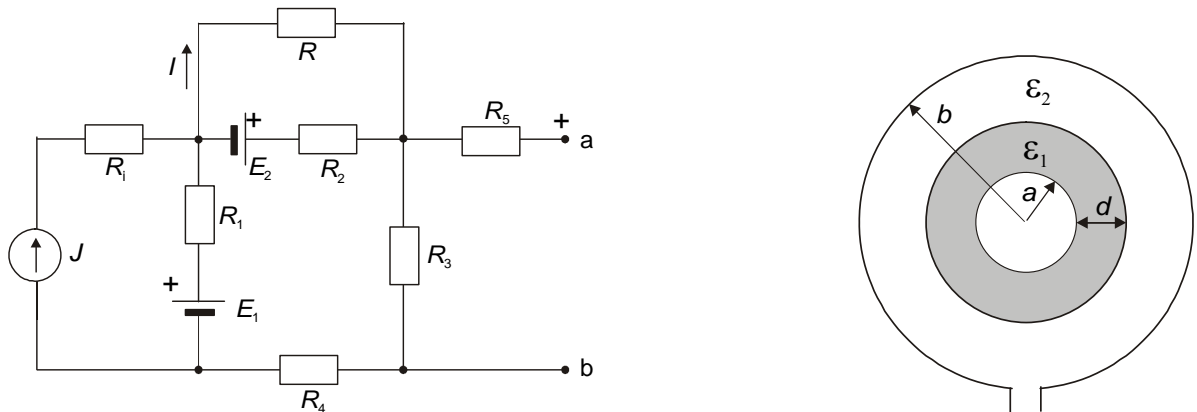 R
I
R5
+
a
ε2
b
Ri
+
E2
R2
ε1
a
d
R1
J
R3
+
E1
R4
b